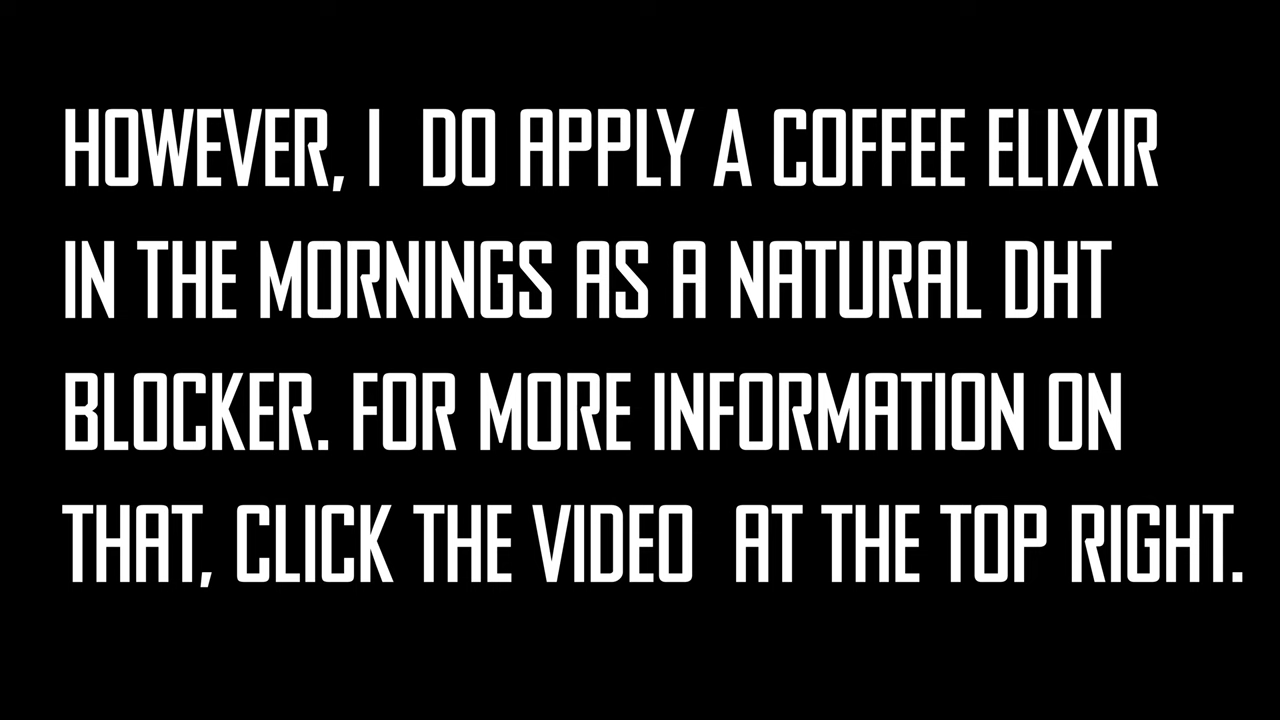 HOWEVER, I  DO APPLY A COFFEE ELIXIR
IN THE MORNINGS AS A NATURAL DHT
BLOCKER. FOR MORE INFORMATION ON
THAT, CLICK THE VIDEO  AT THE TOP RIGHT.